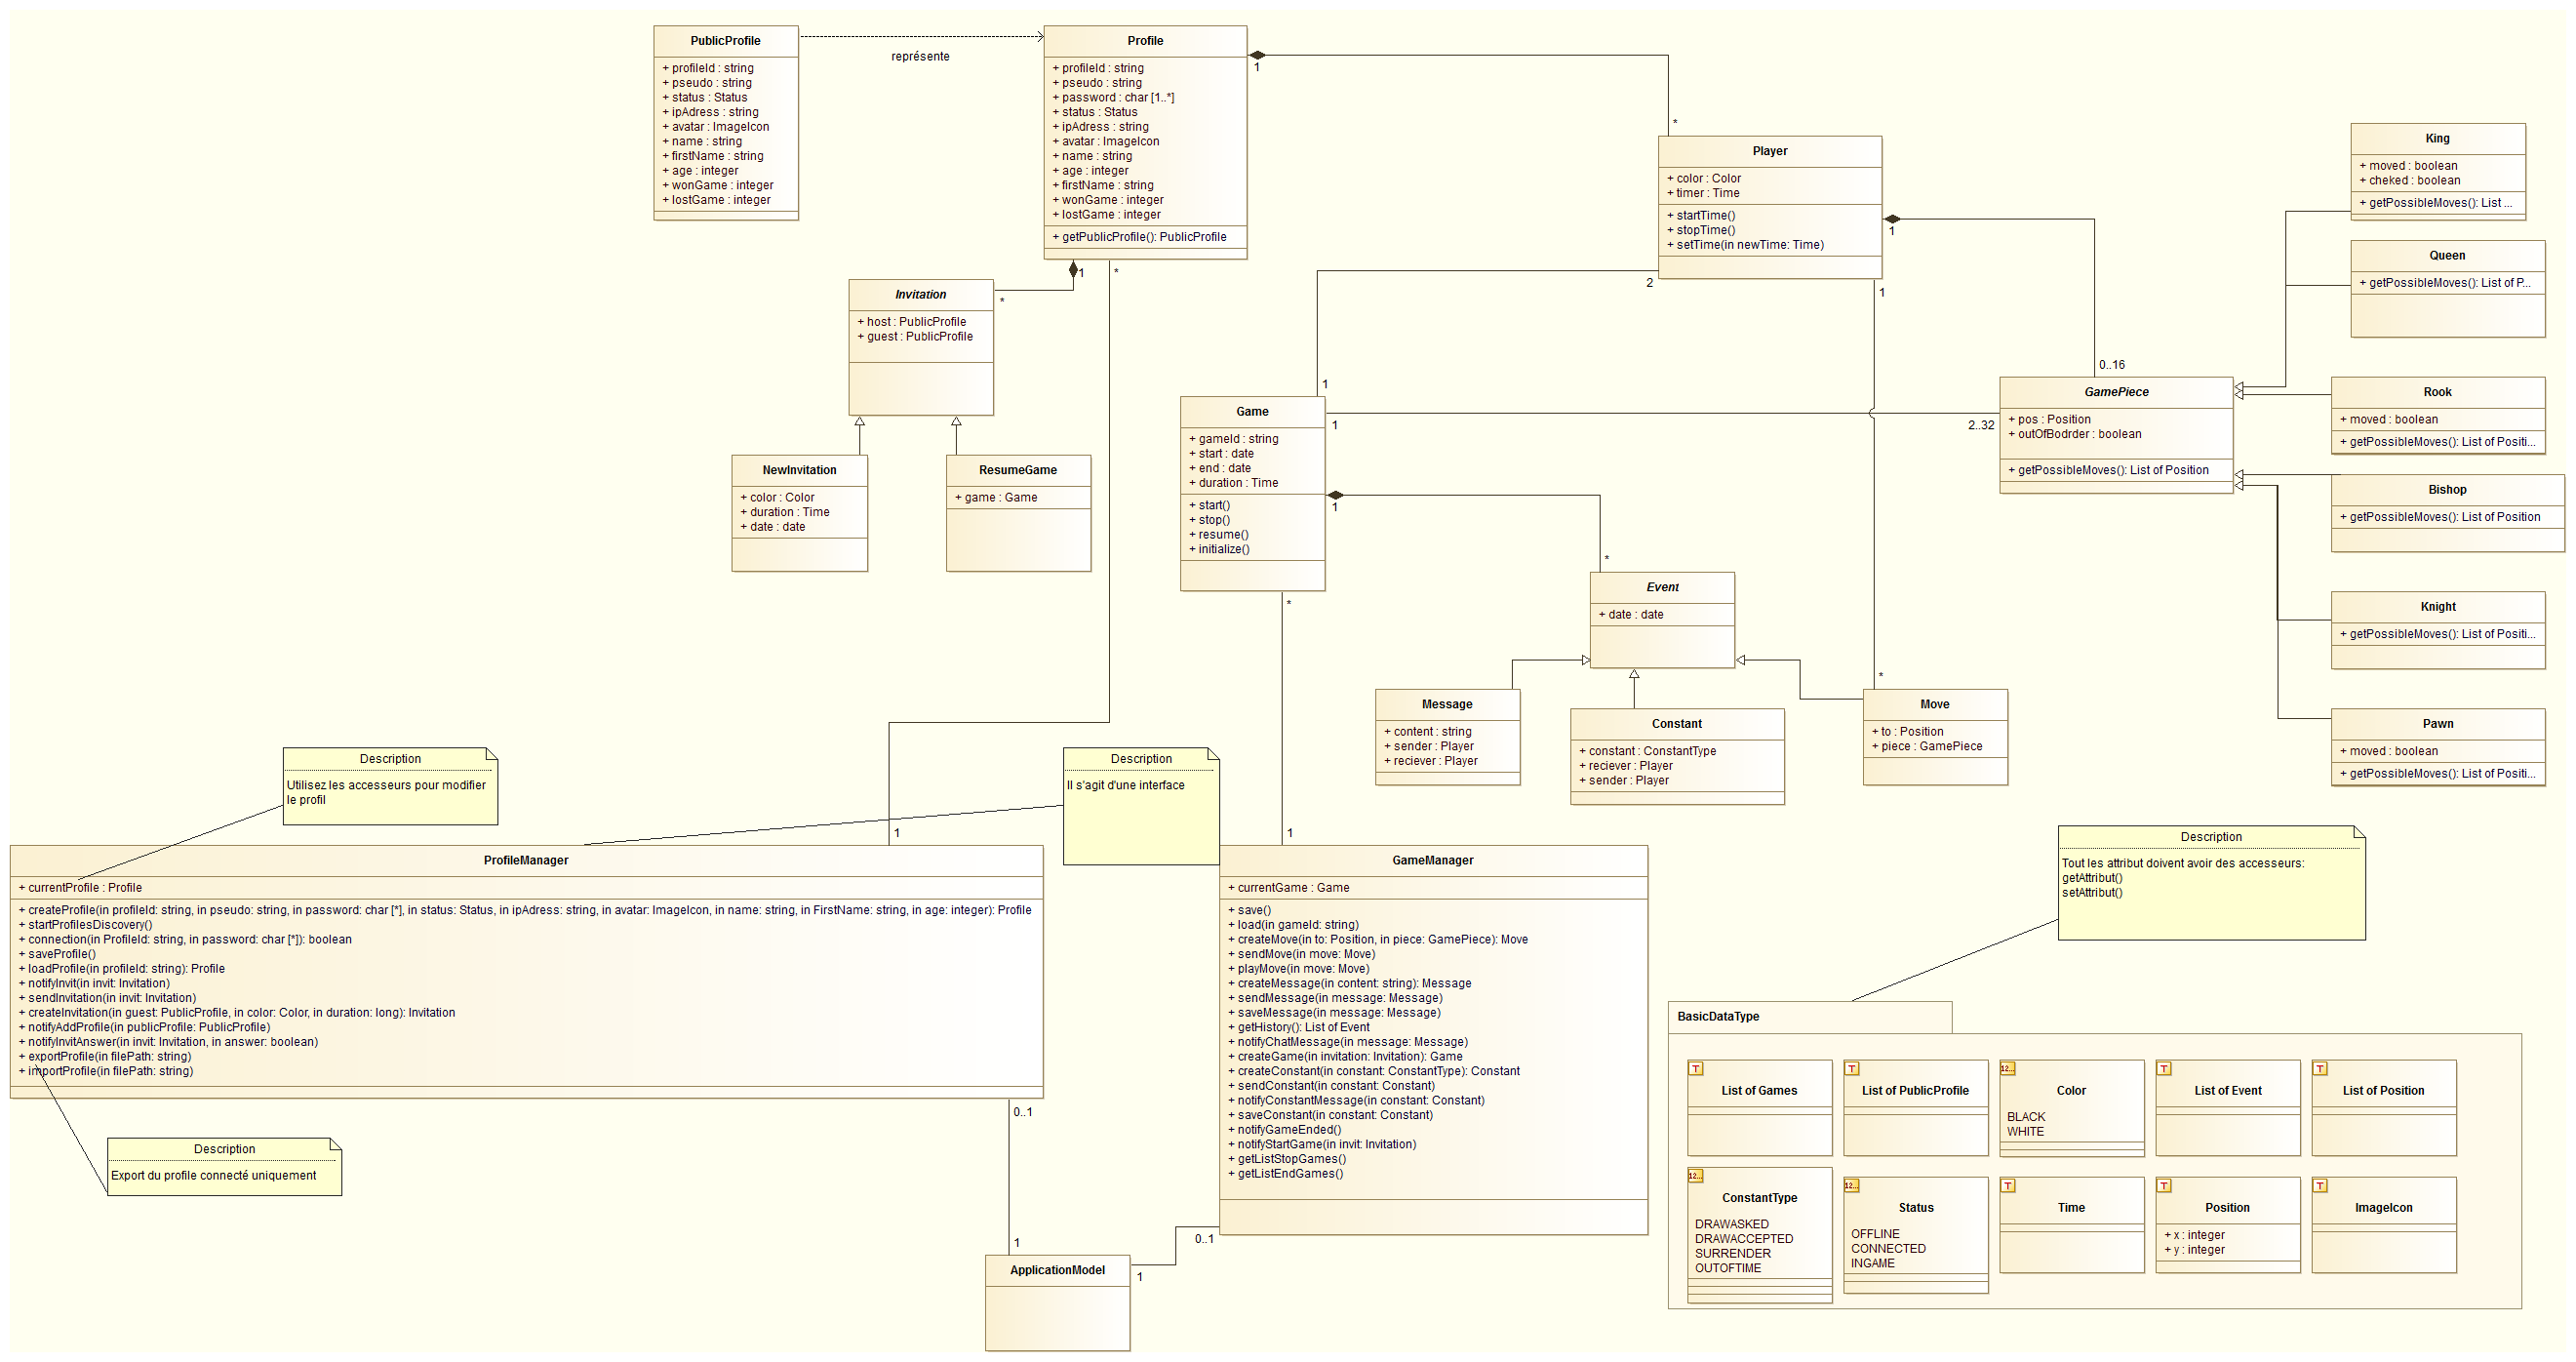 PublicProfile
+ profileId : string
+ pseudo : string
+ status : Status
+ ipAdress : string
+ avatar : ImageIcon
+ name : string
+ firstName : string
+ age : integer
+ wonGame : integer
+ lostGame : integer
représente
Profile
+ profileId : string
+ pseudo : string
+ password : char [1..*]
+ status : Status
+ ipAdress : string
+ avatar : ImageIcon
+ name : string
+ age : integer
+ firstName : string
+ wonGame : integer
+ lostGame : integer
+ getPublicProfile(): PublicProfile
1
*
1
*
*
Player
+ color : Color
+ timer : Time
+ startTime()
+ stopTime()
+ setTime(in newTime: Time)
1
2
1
0..16
King
+ moved : boolean
+ cheked : boolean
+ getPossibleMoves(): List ...
Queen
+ getPossibleMoves(): List of P...
Invitation
+ host : PublicProfile
+ guest : PublicProfile
NewInvitation
+ color : Color
+ duration : Time
+ date : date
ResumeGame
+ game : Game
1
Game
+ gameId : string
+ start : date
+ end : date
+ duration : Time
+ start()
+ stop()
+ resume()
+ initialize()
1
2..32
1
*
*
GamePiece
+ pos : Position
+ outOfBodrder : boolean
+ getPossibleMoves(): List of Position
Rook
+ moved : boolean
+ getPossibleMoves(): List of Positi...
Bishop
+ getPossibleMoves(): List of Position
Knight
+ getPossibleMoves(): List of Positi...
Pawn
+ moved : boolean
+ getPossibleMoves(): List of Positi...
Event
+ date : date
Message
+ content : string
+ sender : Player
+ reciever : Player
Constant
+ constant : ConstantType
+ reciever : Player
+ sender : Player
*
Move
+ to : Position
+ piece : GamePiece
Description
Utilisez les accesseurs pour modifier
le profil
Description
Il s'agit d'une interface
1
1
ProfileManager
+ currentProfile : Profile
+ createProfile(in profileId: string, in pseudo: string, in password: char [*], in status: Status, in ipAdress: string, in avatar: ImageIcon, in name: string, in FirstName: string, in age: integer): Profile
+ startProfilesDiscovery()
+ connection(in ProfileId: string, in password: char [*]): boolean
+ saveProfile()
+ loadProfile(in profileId: string): Profile
+ notifyInvit(in invit: Invitation)
+ sendInvitation(in invit: Invitation)
+ createInvitation(in guest: PublicProfile, in color: Color, in duration: long): Invitation
+ notifyAddProfile(in publicProfile: PublicProfile)
+ notifyInvitAnswer(in invit: Invitation, in answer: boolean)
+ exportProfile(in filePath: string)
+ importProfile(in filePath: string)
Description
Export du profile connecté uniquement
GameManager
+ currentGame : Game
+ save()
+ load(in gameId: string)
+ createMove(in to: Position, in piece: GamePiece): Move
+ sendMove(in move: Move)
+ playMove(in move: Move)
+ createMessage(in content: string): Message
+ sendMessage(in message: Message)
+ saveMessage(in message: Message)
+ getHistory(): List of Event
+ notifyChatMessage(in message: Message)
+ createGame(in invitation: Invitation): Game
+ createConstant(in constant: ConstantType): Constant
+ sendConstant(in constant: Constant)
+ notifyConstantMessage(in constant: Constant)
+ saveConstant(in constant: Constant)
+ notifyGameEnded()
+ notifyStartGame(in invit: Invitation)
+ getListStopGames()
+ getListEndGames()
0..1
1
0..1
1
ApplicationModel
Description
Tout les attribut doivent avoir des accesseurs:
getAttribut()
setAttribut()
BasicDataType
T
List of Games
T
List of PublicProfile
12...
Color
BLACK
WHITE
T
List of Event
T
List of Position
12...
ConstantType
DRAWASKED
DRAWACCEPTED
SURRENDER
OUTOFTIME
12...
Status
OFFLINE
CONNECTED
INGAME
T
Time
T
Position
+ x : integer
+ y : integer
T
ImageIcon